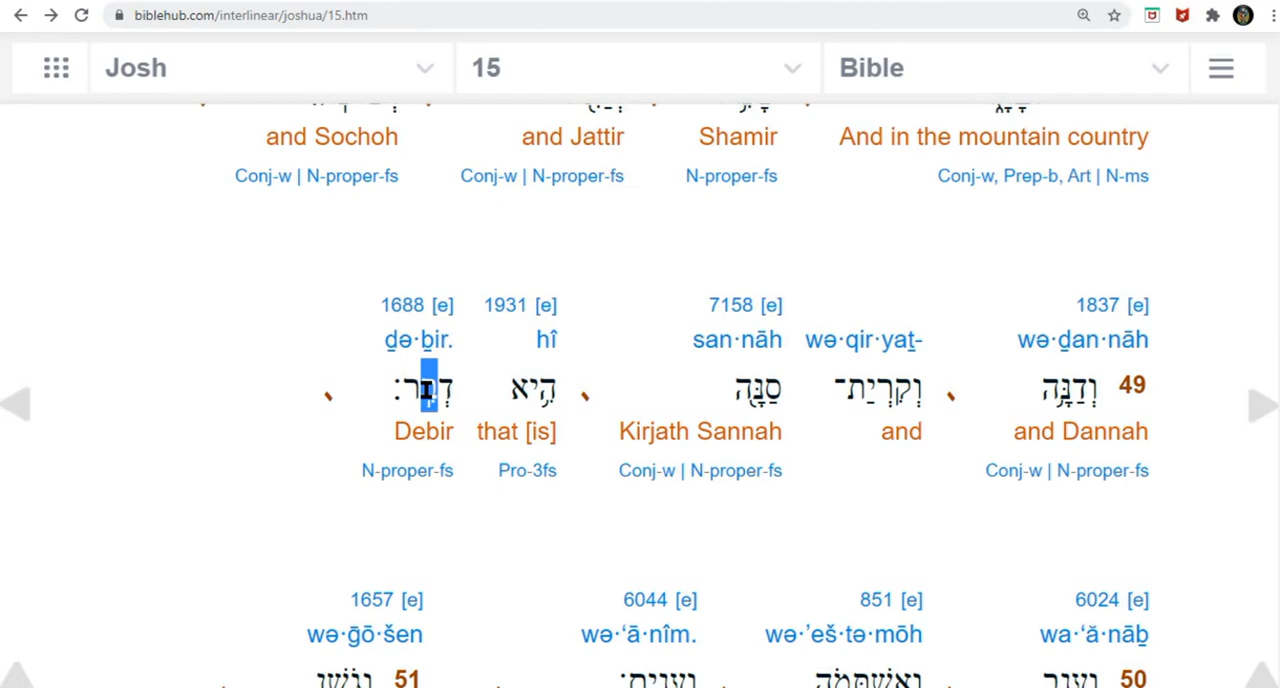 biblehub.com/interlinear/joshua/15.htm
Josh 15 Bible
and Sochoh and Jattir Shamir And in the mountain country
Conj-w | N-proper-fs Conj-w | N-proper-fs N-proper-fs Conj-w, Prep-b, Art | N-ms
1688 [e] 1931 [e] 7158 [e] 1837 [e]
ḏə·ḇir. hî san·nāh wə·qir·yaṯ- wə·ḏan·nāh
49 וְדַנָּ֥ה 、 וְקִרְיַת־ סַנָּ֖ה 、 הִ֥יא
Debir that [is] Kirjath Sannah and and Dannah
N-proper-fs Pro-3fs Conj-w | N-proper-fs Conj-w | N-proper-fs
1657 [e] 6044 [e] 851 [e] 6024 [e]
wə·ḡō·šen wə·‘ā·nîm. wə·’eš·tə·mōh wa·‘ă·nāḇ
51 50